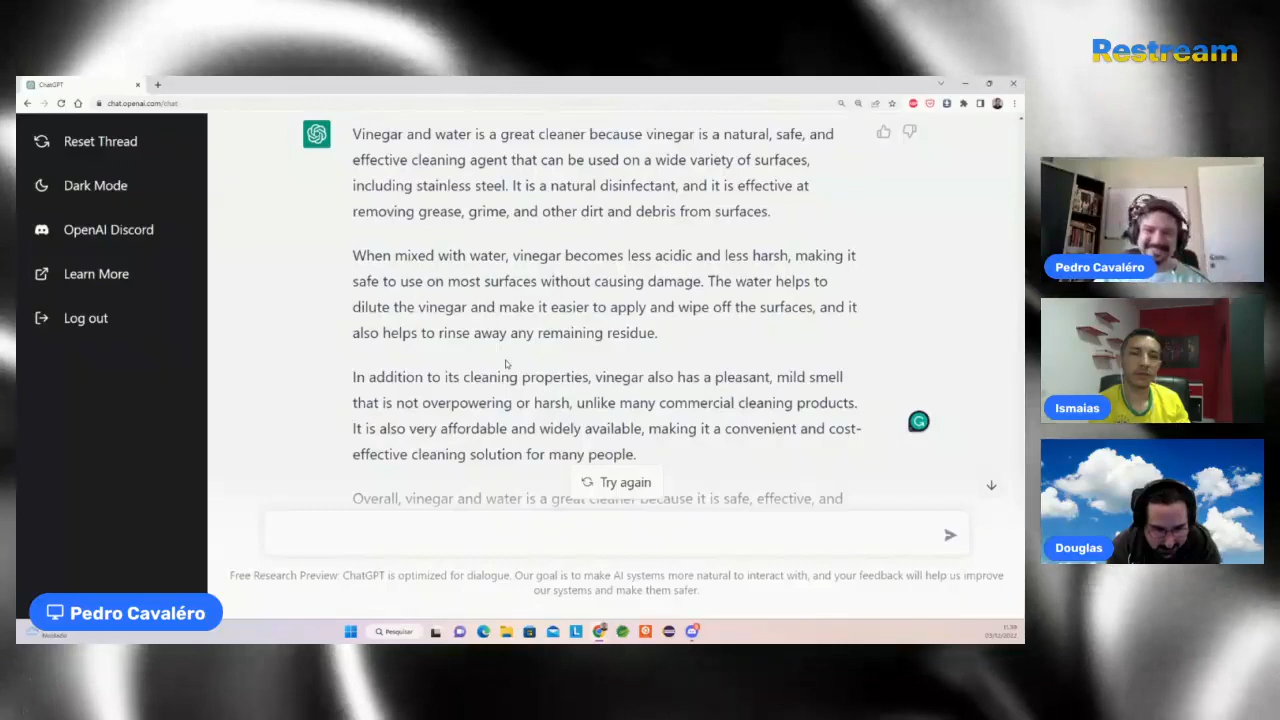 Restream
ChatGPT
chat.openai.com/chat
Reset Thread
Dark Mode
OpenAI Discord
Learn More
Log out
Vinegar and water is a great cleaner because vinegar is a natural, safe, and
effective cleaning agent that can be used on a wide variety of surfaces,
including stainless steel. It is a natural disinfectant, and it is effective at
removing grease, grime, and other dirt and debris from surfaces.
When mixed with water, vinegar becomes less acidic and less harsh, making it
safe to use on most surfaces without causing damage. The water helps to
dilute the vinegar and make it easier to apply and wipe off the surfaces, and it
also helps to rinse away any remaining residue.
In addition to its cleaning properties, vinegar also has a pleasant, mild smell
that is not overpowering or harsh, unlike many commercial cleaning products.
It is also very affordable and widely available, making it a convenient and cost-
effective cleaning solution for many people.
Try again
Overall, vinegar and water is a great cleaner because it is safe, effective, and
Free Research Preview: ChatGPT is optimized for dialogue. Our goal is to make AI systems more natural to interact with, and your feedback will help us improve
our systems and make them safer.
Pedro Cavaléro
Ismaias
Douglas
Pedro Cavaléro
Nublado
Pesquisar
11:39
03/12/2022